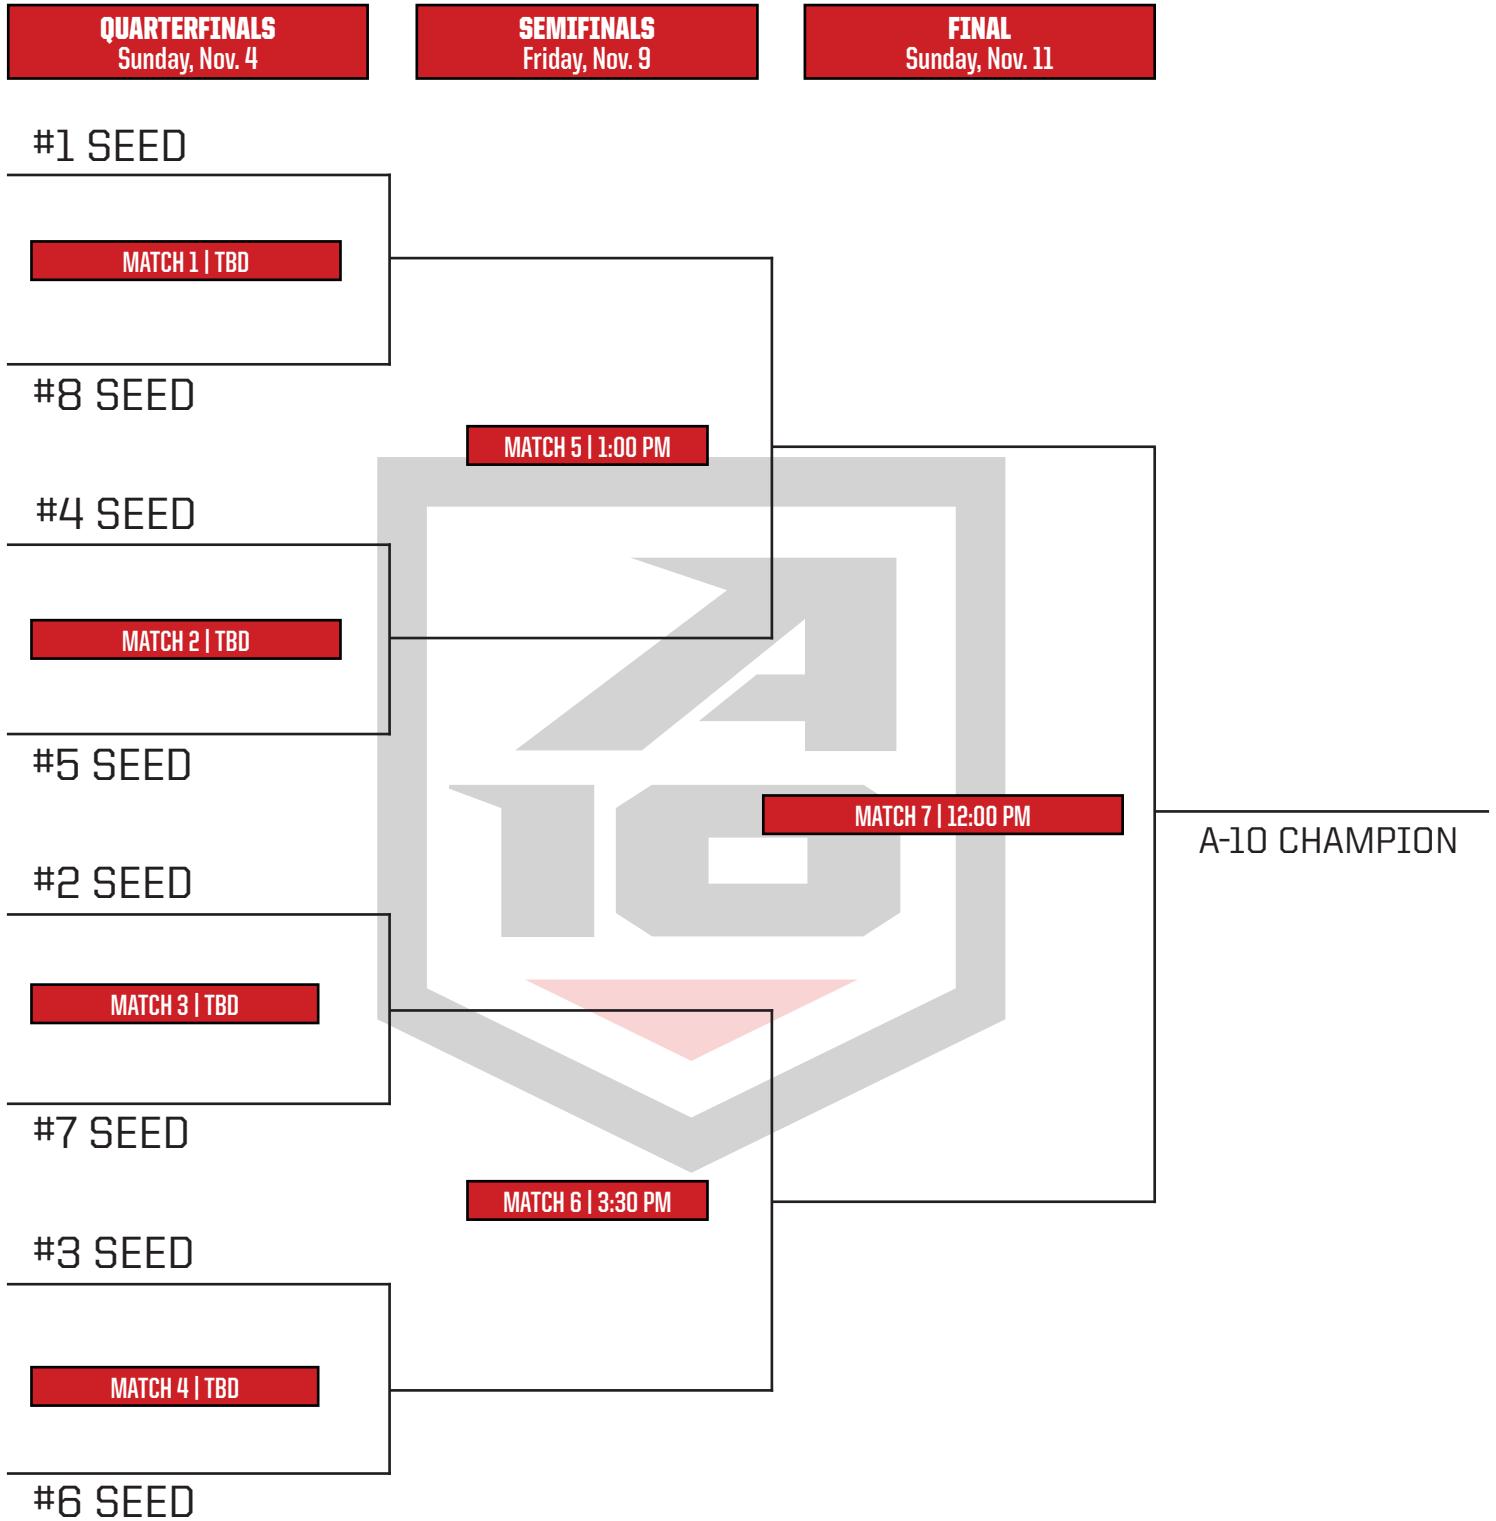 QUARTERFINALS
Sunday, Nov. 4
SEMIFINALS
Friday, Nov. 9
FINAL
Sunday, Nov. 11
#1 SEED
MATCH 1 | TBD
#8 SEED
MATCH 5 | 1:00 PM
#4 SEED
MATCH 2 | TBD
#5 SEED
A
10
MATCH 7 | 12:00 PM
A-10 CHAMPION
#2 SEED
MATCH 3 | TBD
#7 SEED
MATCH 6 | 3:30 PM
#3 SEED
MATCH 4 | TBD
#6 SEED